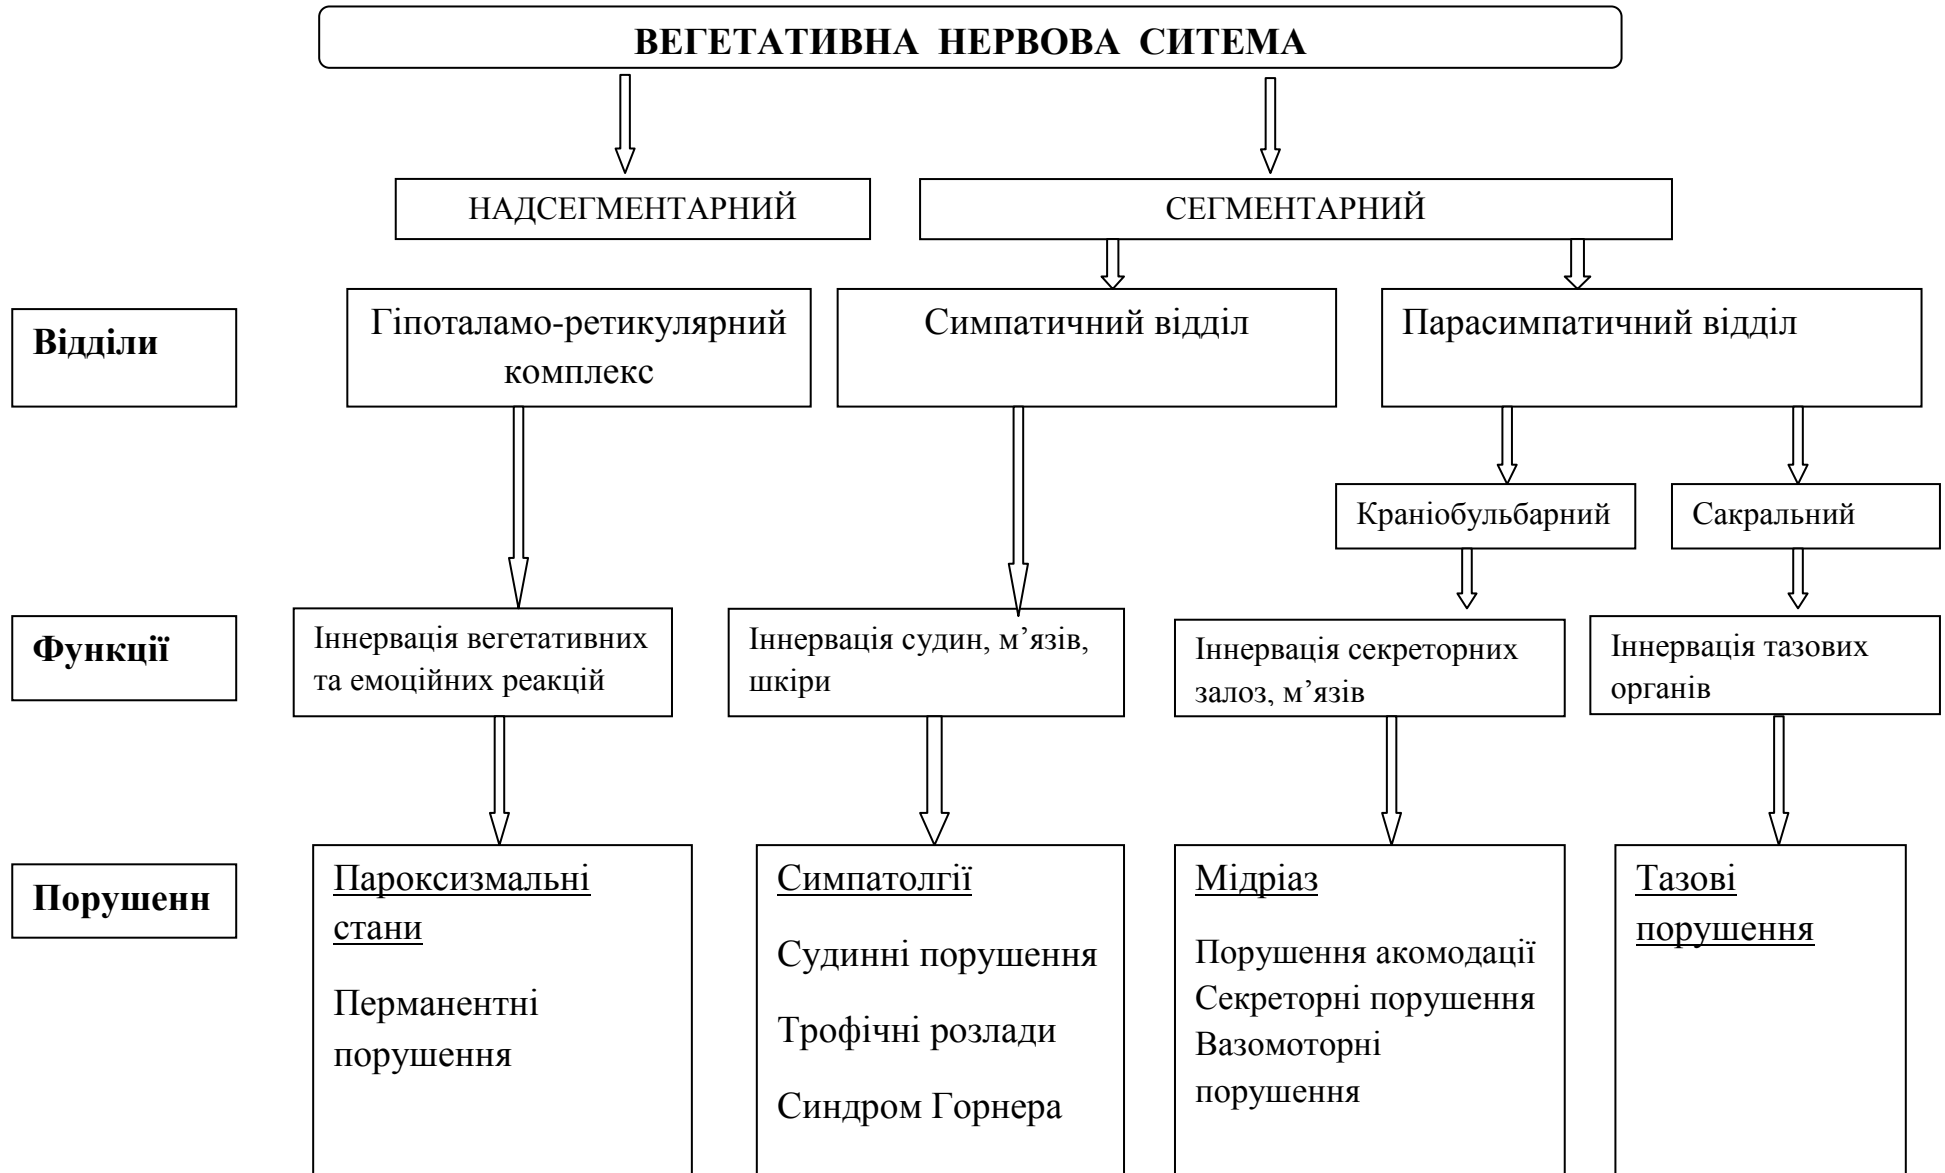 ВЕГЕТАТИВНА НЕРВОВА СИТЕМА
НАДСЕГМЕНТАРНИЙ
СЕГМЕНТАРНИЙ
Відділи
Гіпоталамо-ретикулярний
комплекс
Симпатичний відділ
Парасимпатичний відділ
Краніобульбарний
Сакральний
Функції
Іннервація вегетативних
та емоційних реакцій
Іннервація судин, м’язів,
шкіри
Іннервація секреторних
залоз, м’язів
Іннервація тазових
органів
Порушенн
Пароксизмальні
стани
Перманентні
порушення
Симпатолгії
Судинні порушення
Трофічні розлади
Синдром Горнера
Мідріаз
Порушення акомодації
Секреторні порушення
Вазомоторні
порушення
Тазові
порушення